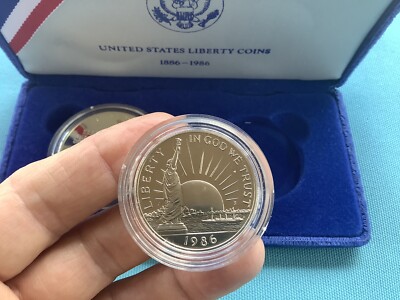 UNITED STATES LIBERTY COINS
1886-1986
LIBERTY
IN GOD WE TRUST
1986